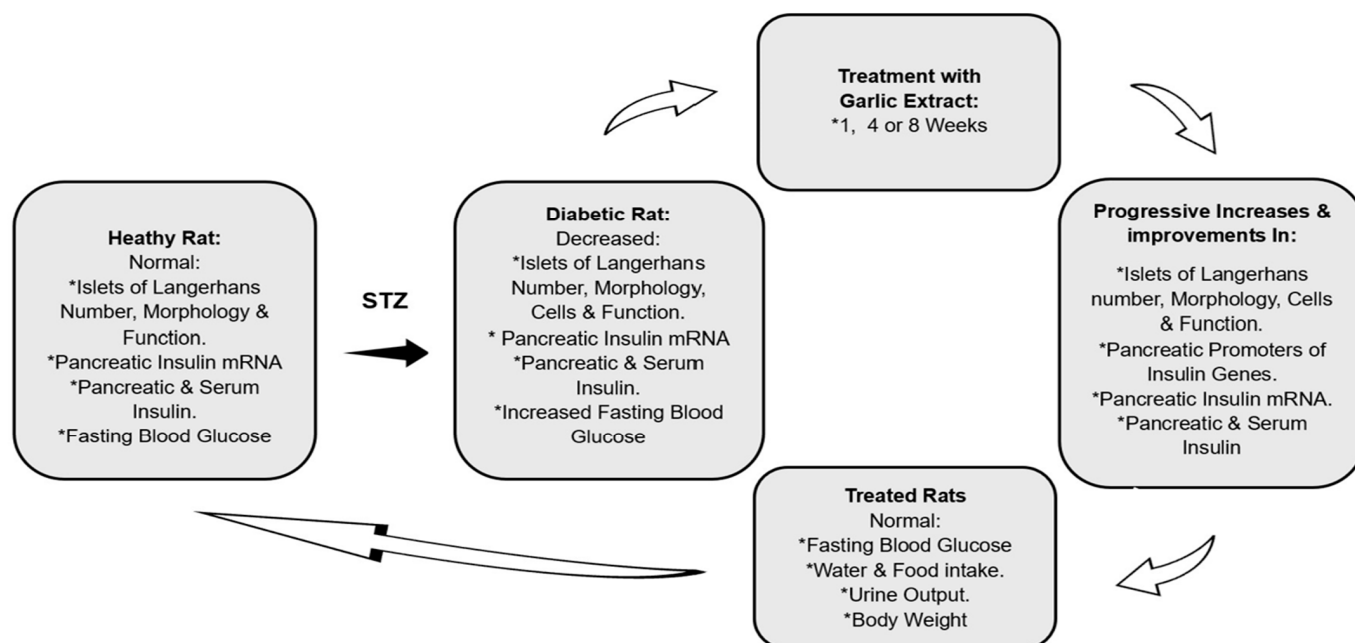 Heathy Rat:
Normal:
*Islets of Langerhans
Number, Morphology &
Function.
*Pancreatic Insulin mRNA
*Pancreatic & Serum
Insulin.
*Fasting Blood Glucose
STZ
Diabetic Rat:
Decreased:
*Islets of Langerhans
Number, Morphology,
Cells & Function.
* Pancreatic Insulin mRNA
*Pancreatic & Serum
Insulin.
*Increased Fasting Blood
Glucose
Treatment with
Garlic Extract:
*1, 4 or 8 Weeks
Progressive Increases &
improvements In:
*Islets of Langerhans
number, Morphology, Cells
& Function.
*Pancreatic Promoters of
Insulin Genes.
*Pancreatic Insulin mRNA.
*Pancreatic & Serum
Insulin
Treated Rats
Normal:
*Fasting Blood Glucose
*Water & Food intake.
*Urine Output.
*Body Weight